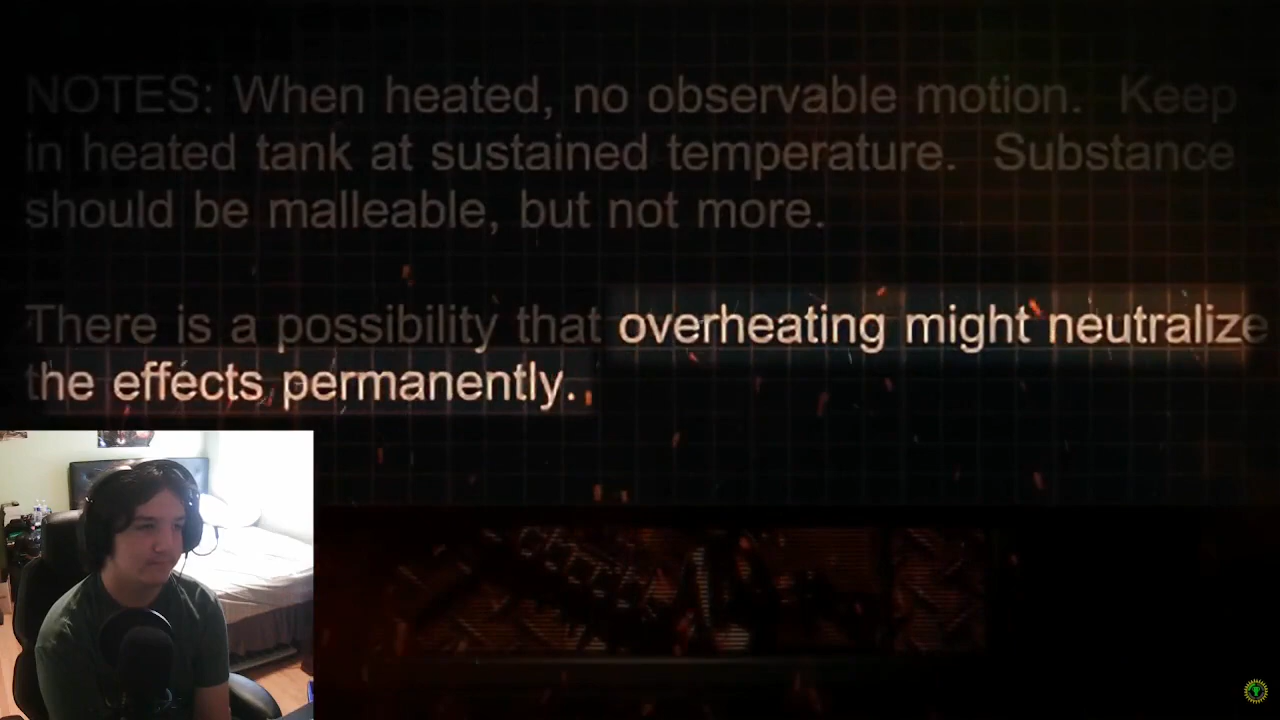 NOTES: When heated, no observable motion. Keep
in heated tank at sustained temperature. Substance
should be malleable, but not more.
There is a possibility that overheating might neutralize
the effects permanently.